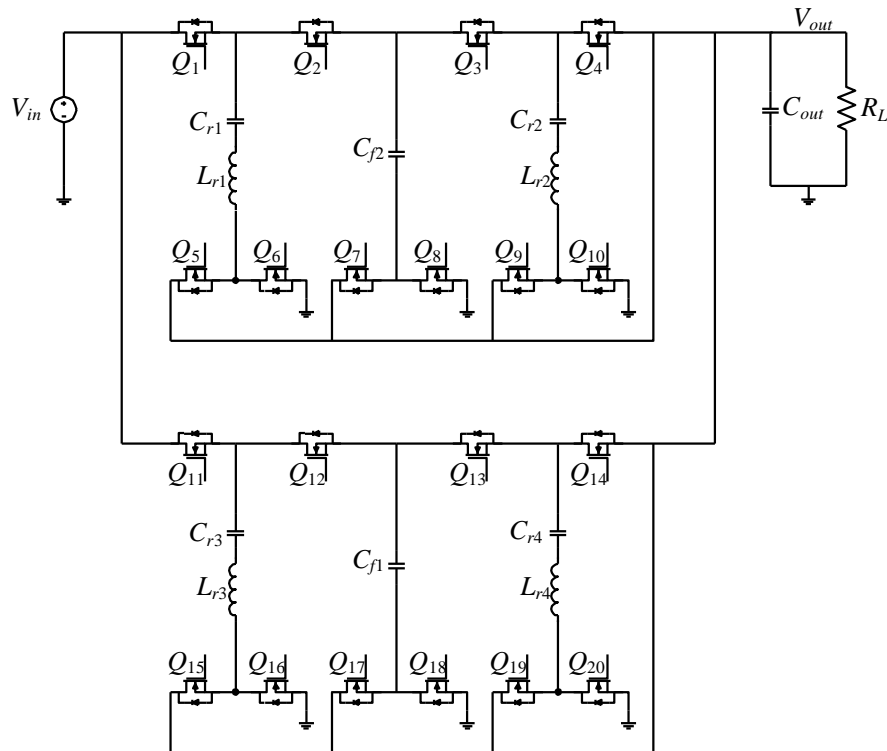 V_out
Q_1 Q_2 Q_3 Q_4
V_in C_r1 C_f2 C_r2 C_out R_L
L_r1 L_r2
Q_5 Q_6 Q_7 Q_8 Q_9 Q_10
Q_11 Q_12 Q_13 Q_14
C_r3 C_f1 C_r4
L_r3 L_r4
Q_15 Q_16 Q_17 Q_18 Q_19 Q_20